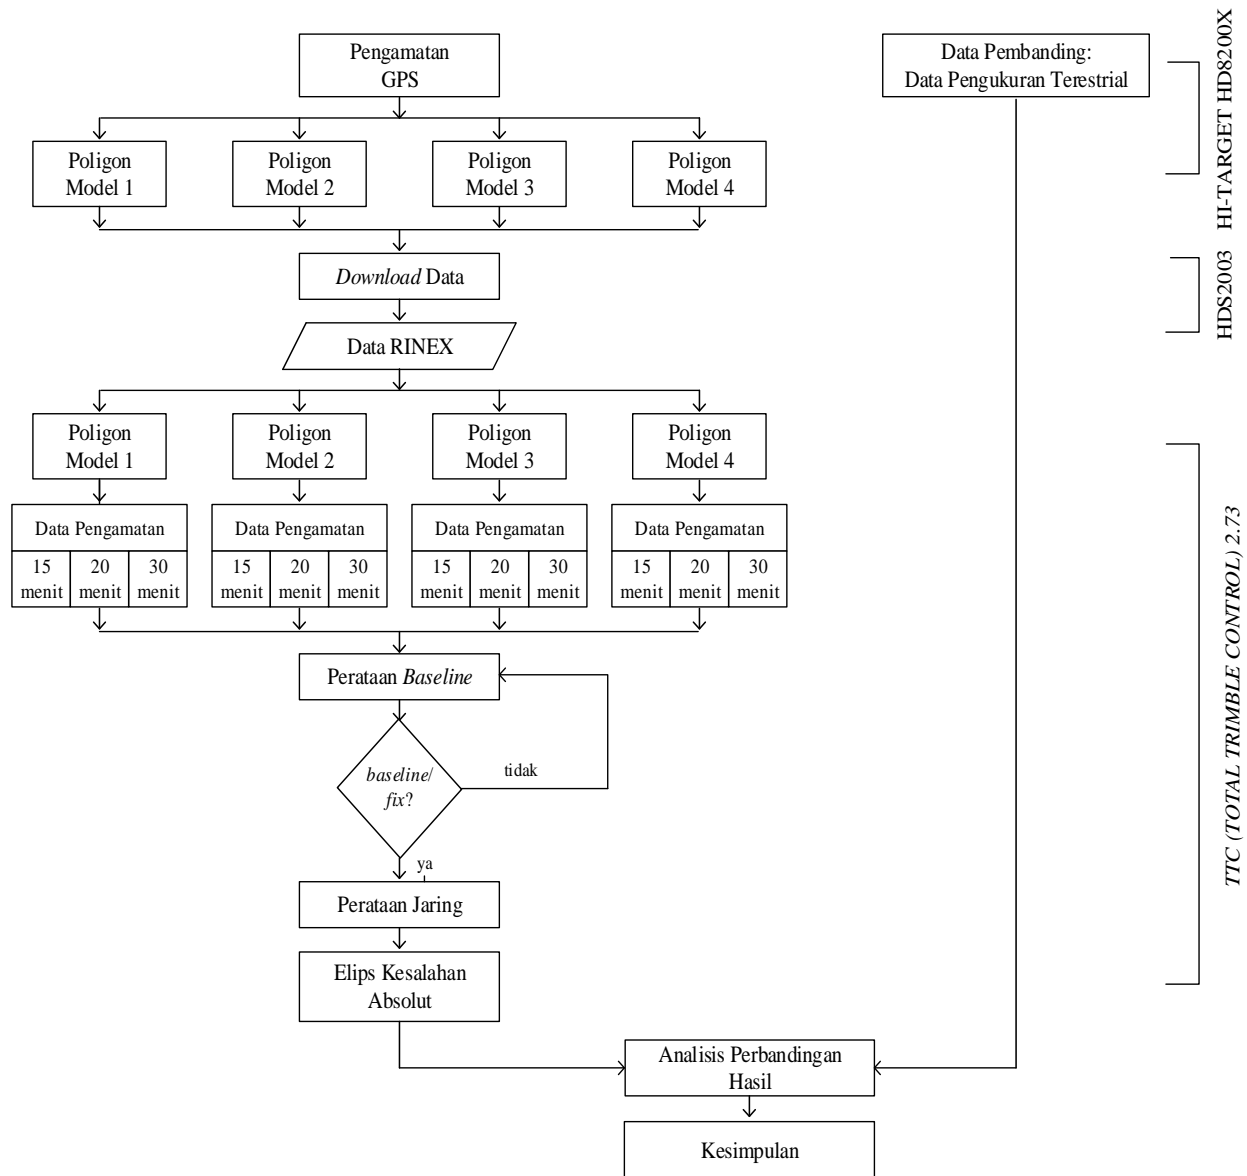 Pengamatan
GPS
Data Pembanding:
Data Pengukuran Terestrial
HI-TARGET HD8200X
Poligon
Model 1
Poligon
Model 2
Poligon
Model 3
Poligon
Model 4
Download Data
Data RINEX
HDS2003
Poligon
Model 1
Poligon
Model 2
Poligon
Model 3
Poligon
Model 4
Data Pengamatan
15
menit
20
menit
30
menit
Data Pengamatan
15
menit
20
menit
30
menit
Data Pengamatan
15
menit
20
menit
30
menit
Data Pengamatan
15
menit
20
menit
30
menit
Perataan Baseline
baseline/
fix?
tidak
ya
Perataan Jaring
Elips Kesalahan
Absolut
TTC (TOTAL TRIMBLE CONTROL) 2.73
Analisis Perbandingan
Hasil
Kesimpulan